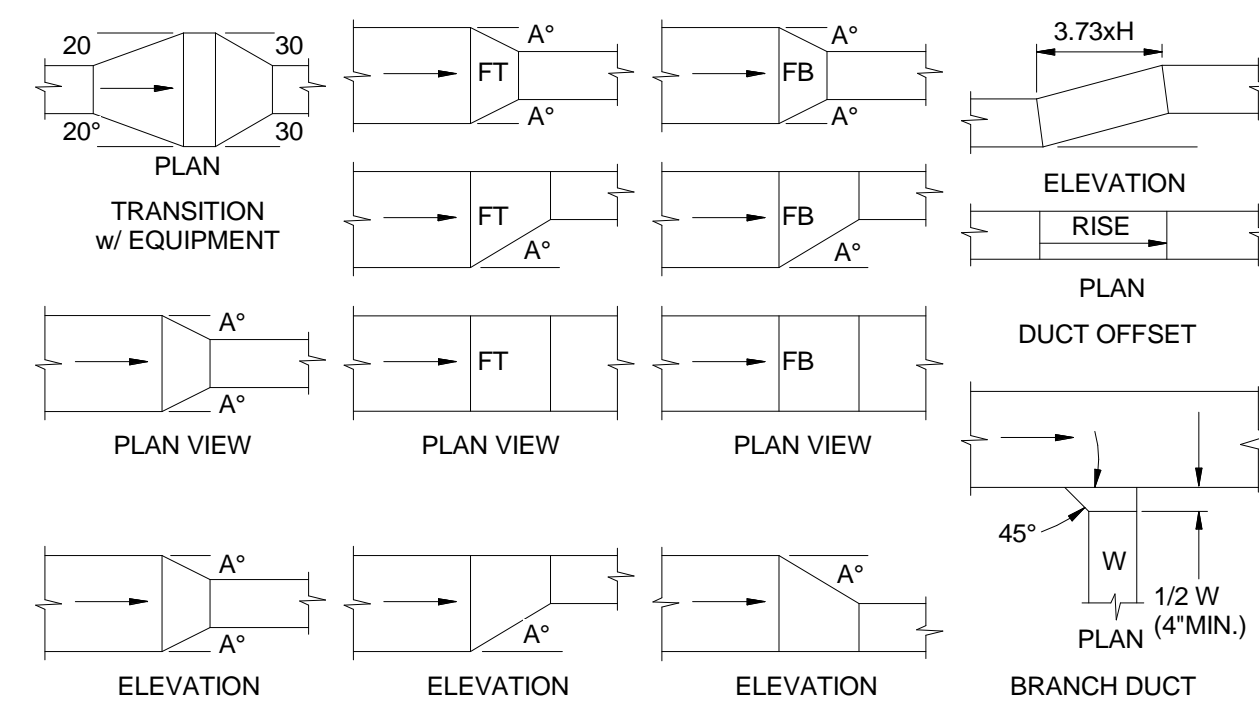 20
30
20°
30
PLAN
TRANSITION
w/ EQUIPMENT
A°
A°
PLAN VIEW
A°
A°
ELEVATION
A°
FT
A°
FT
A°
FT
PLAN VIEW
A°
ELEVATION
A°
FB
A°
FB
A°
FB
PLAN VIEW
A°
ELEVATION
3.73xH
ELEVATION
RISE
PLAN
DUCT OFFSET
45°
W
1/2 W
(4"MIN.)
PLAN
BRANCH DUCT